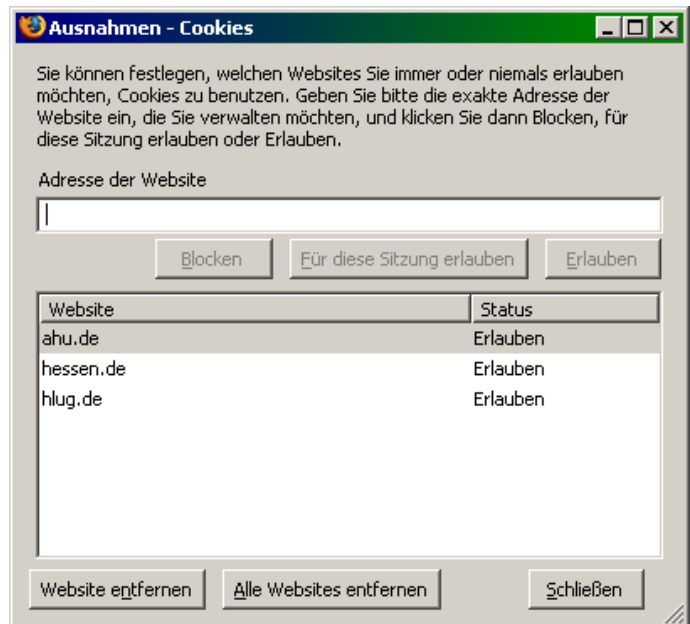 Ausnahmen - Cookies
Sie können festlegen, welchen Websites Sie immer oder niemals erlauben
möchten, Cookies zu benutzen. Geben Sie bitte die exakte Adresse der
Website ein, die Sie verwalten möchten, und klicken Sie dann Blocken, für
diese Sitzung erlauben oder Erlauben.
Adresse der Website
Blocken Für diese Sitzung erlauben Erlauben
Website Status
ahu.de Erlauben
hessen.de Erlauben
hlug.de Erlauben
Website entfernen Alle Websites entfernen Schließen